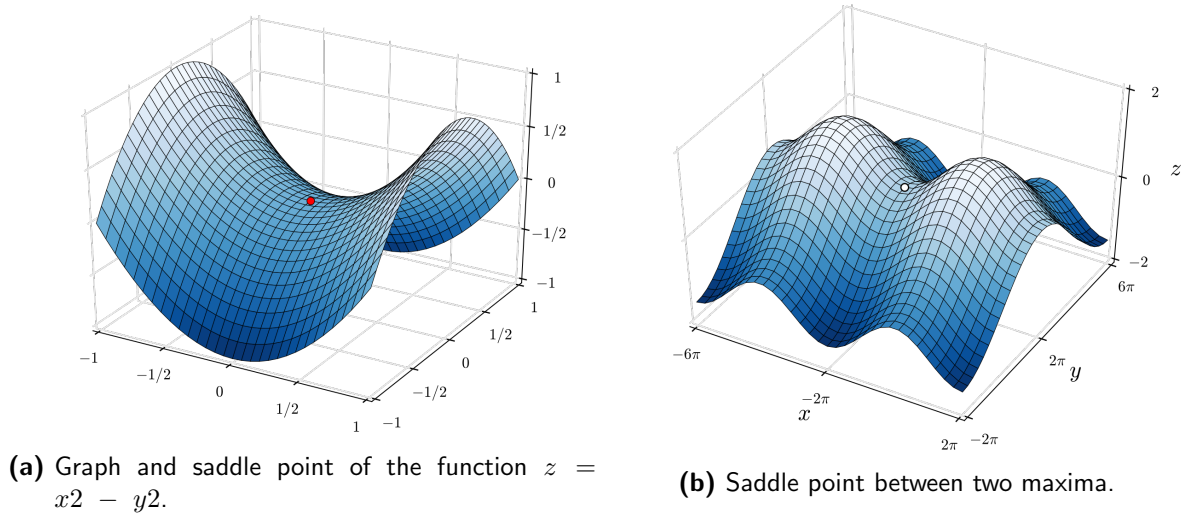 1
1/2
0
−1/2
−1
1
1/2
0
−1/2
−1
−1
−1/2
0
1/2
1
(a) Graph and saddle point of the function z =
x2 − y2.
2
0
z
−2
6π
2π
y
−2π
−6π
−2π
x
2π
(b) Saddle point between two maxima.